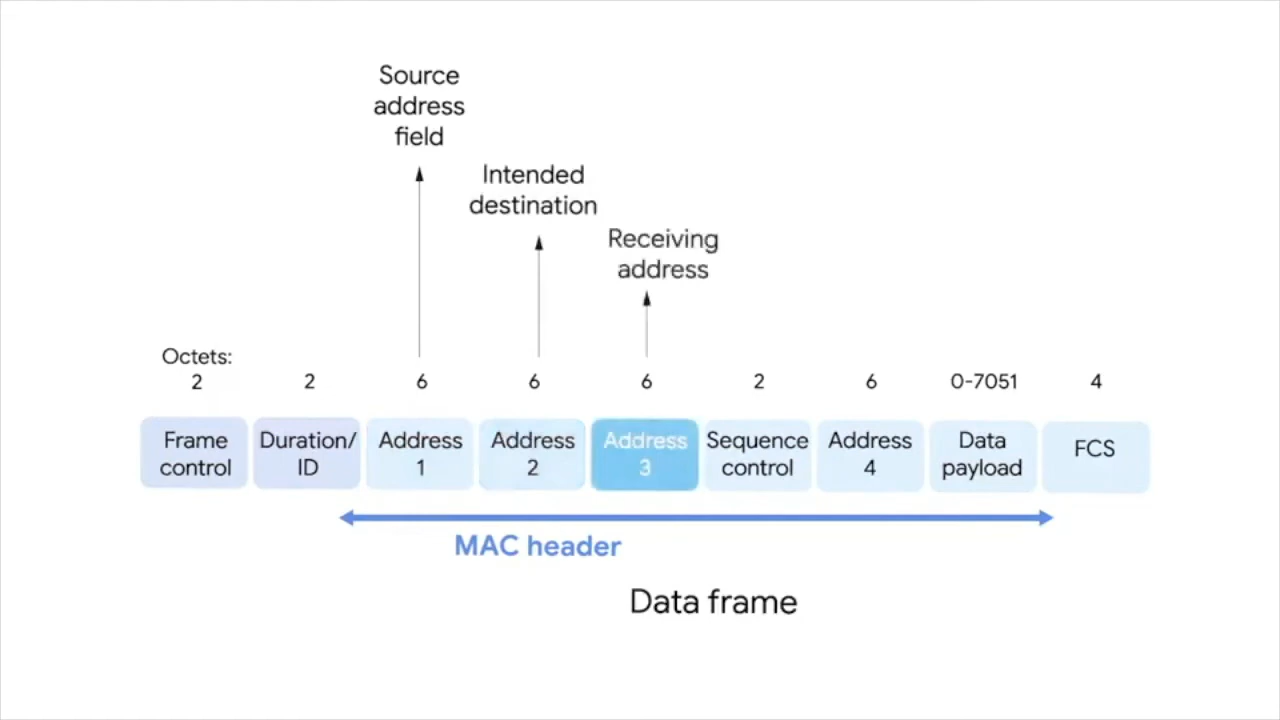 Source
address
field
Intended
destination
Receiving
address
Octets:
2 2 6 6 6 2 6 0-7051 4
Frame control
Duration/ ID
Address 1
Address 2
Address 3
Sequence control
Address 4
Data payload
FCS
MAC header
Data frame